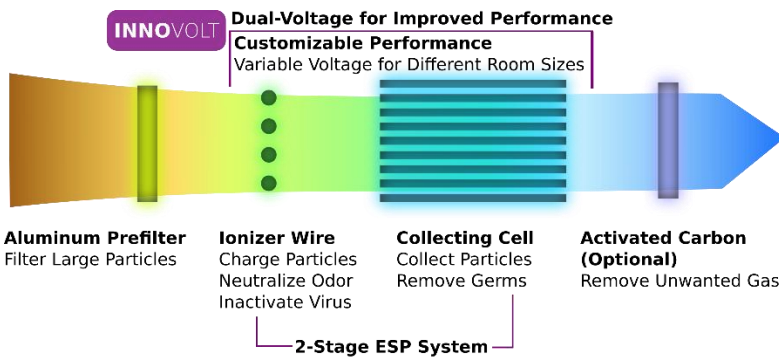 INNOVOLT
Dual-Voltage for Improved Performance
Customizable Performance
Variable Voltage for Different Room Sizes
Aluminum Prefilter
Filter Large Particles
Ionizer Wire
Charge Particles
Neutralize Odor
Inactivate Virus
Collecting Cell
Collect Particles
Remove Germs
Activated Carbon
(Optional)
Remove Unwanted Gas
2-Stage ESP System